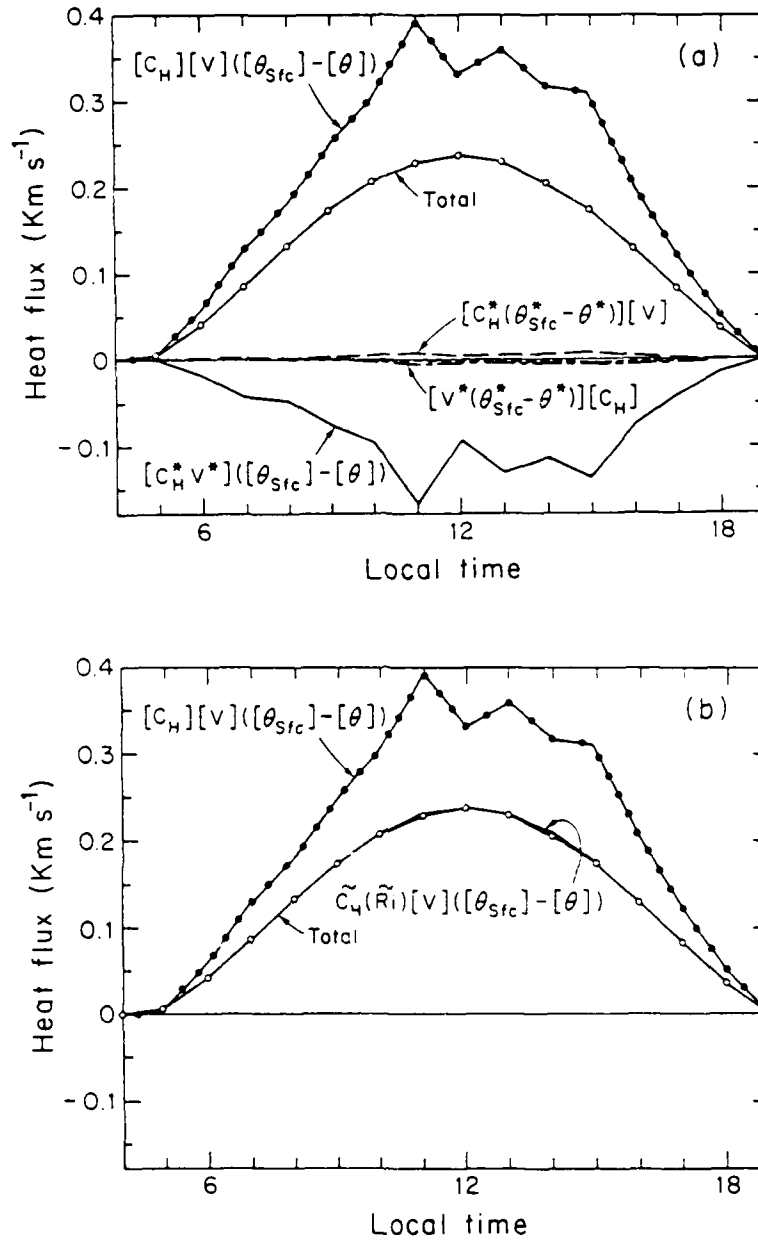 0.4
[C_H][V]([θ_Sfc]-[θ])
(a)
0.3
Total
0.2
0.1
[C*_H(θ*_Sfc-θ*)][V]
0
[V*(θ*_Sfc-θ*)][C_H]
-0.1
[C*_H V*]([θ_Sfc]-[θ])
Heat flux (Km s⁻¹)
6 12 18
Local time
0.4
[C_H][V]([θ_Sfc]-[θ])
(b)
0.3
0.2
C̃_H(R̃i)[V]([θ_Sfc]-[θ])
0.1
Total
0
-0.1
Heat flux (Km s⁻¹)
6 12 18
Local time